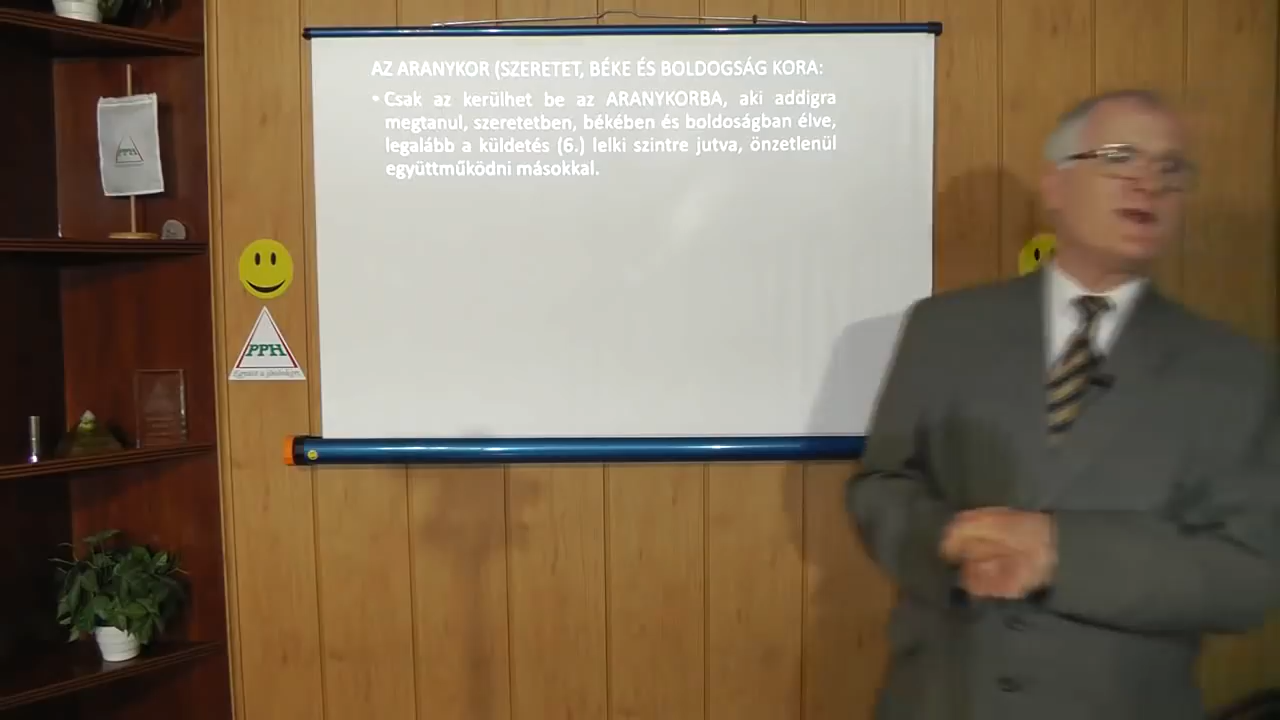 AZ ARANYKOR (SZERETET, BÉKE ÉS BOLDOGSÁG KORA:
• Csak az kerülhet be az ARANYKORBA, aki addigra
megtanul, szeretetben, békében és boldoságban élve,
legalább a küldetés (6.) lelki szintre jutva, önzetlenül
együttműködni másokkal.
PPH